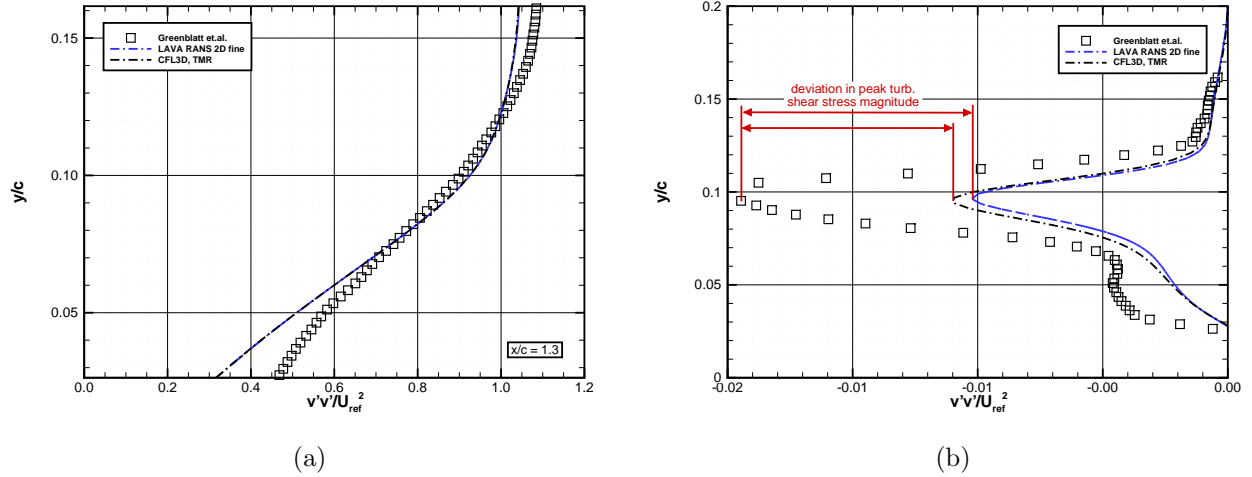 0.15
0.10
0.05
y/c
Greenblatt et.al.
LAVA RANS 2D fine
CFL3D, TMR
x/c = 1.3
0.0 0.2 0.4 0.6 0.8 1.0 1.2
v'v'/U_ref^2
(a)
0.2
0.15
0.1
0.05
0
y/c
Greenblatt et.al.
LAVA RANS 2D fine
CFL3D, TMR
deviation in peak turb.
shear stress magnitude
-0.02 -0.01 -0.01 -0.00 0.00
v'v'/U_ref^2
(b)